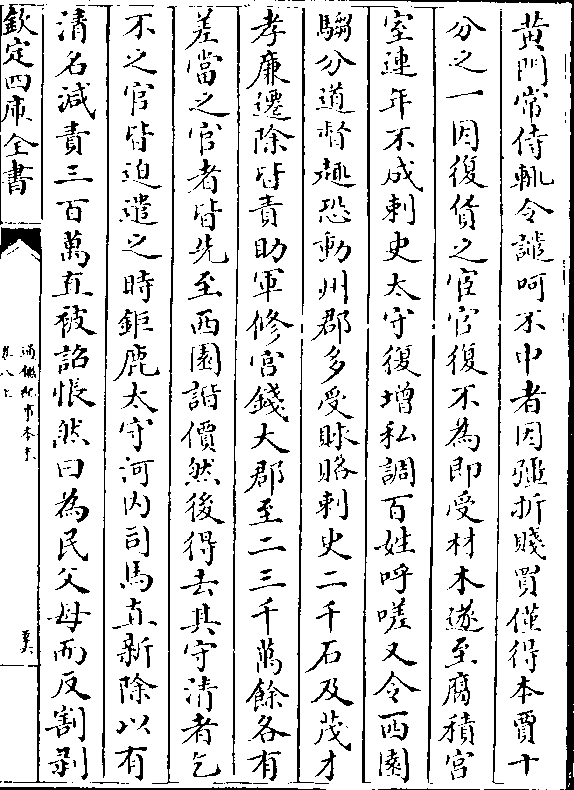 黄門常侍輒令譴呵不中者因強折賤買僅得本賈十
分之一因復貨之宦官復不為即受材木遂至腐積宮
室連年不成刺史太守復增私調百姓呼嗟又令西園
騶分道督趣恐動州郡多受賕賂刺史二千石及茂才
孝廉遷除皆責助軍修宮錢大郡至二三千萬餘各有
差當之官者皆先至西園諧價然後得去其守清者乞
不之官皆迫遣之時鉅鹿太守河内司馬直新除以有
清名減責三百萬直被詔悵然曰為民父母而反割剥
欽定四庫全書
通鑑紀事本末
卷八上